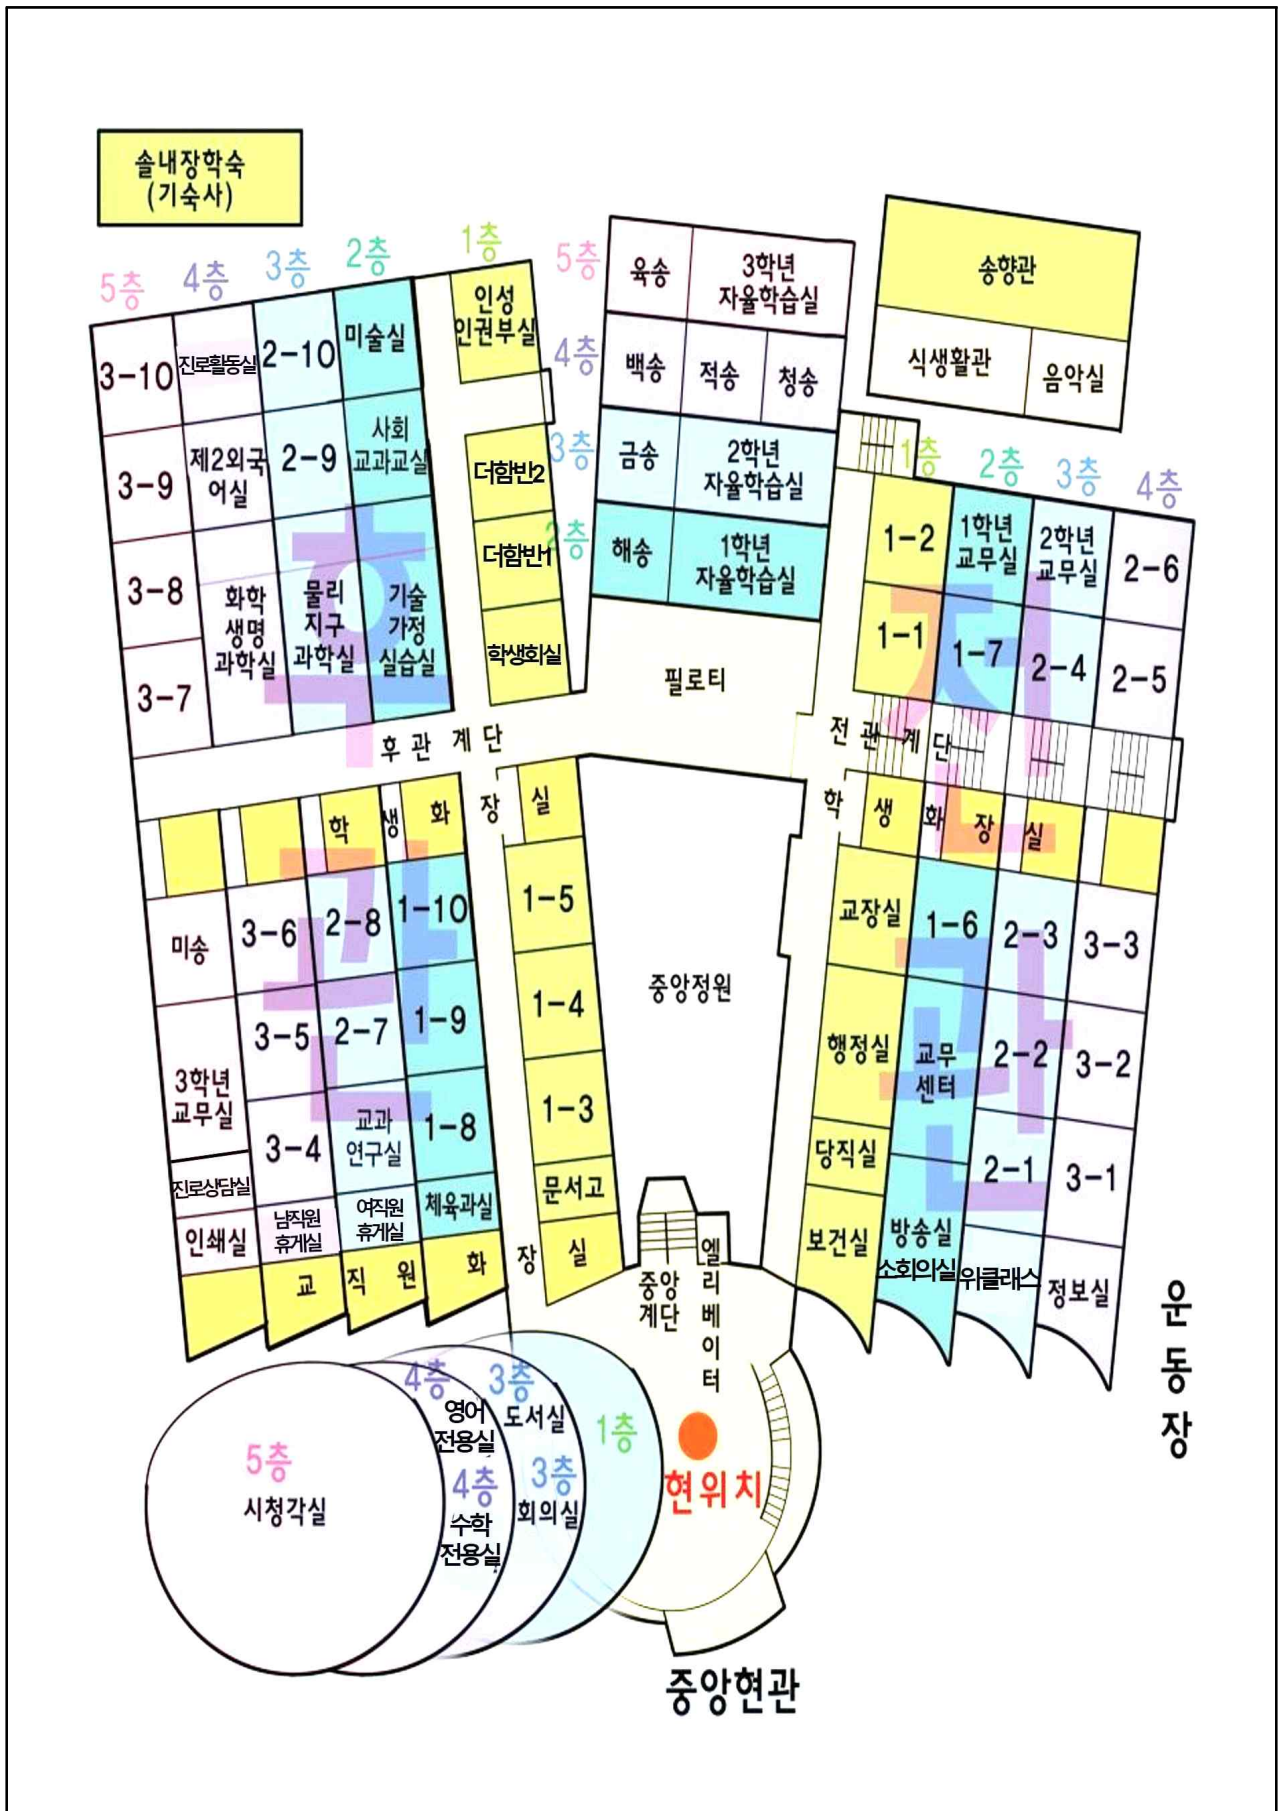 솔내장학숙
(기숙사)
5층
4층
3층
2층
1층
3-10
진로활동실
2-10
미술실
인성
인권부실
3-9
제2외국
어실
2-9
사회
교과교실
더함반2
3-8
화학
생명
과학실
물리
지구
과학실
기술
가정
실습실
더함반1
3-7
학생회실
후관
5층
육송
3학년
자율학습실
4층
백송
적송
청송
3층
금송
2학년
자율학습실
2층
해송
1학년
자율학습실
필로티
송향관
식생활관
음악실
1층
2층
3층
4층
1-2
1학년
교무실
2학년
교무실
2-6
1-1
1-7
2-4
2-5
전관
후관 계단
전관 계단
학생화장실
학생화장실
미송
3-6
2-8
1-10
1-5
3학년
교무실
3-5
2-7
1-9
1-4
3-4
교과
연구실
1-8
1-3
진로상담실
남직원
휴게실
여직원
휴게실
체육과실
문서고
인쇄실
교직원화장실
중앙정원
교장실
1-6
2-3
3-3
행정실
교무
센터
2-2
3-2
당직실
2-1
3-1
보건실
방송실
소회의실
위클래스
정보실
중앙
계단
엘리베이터
운동장
5층
시청각실
4층
영어
전용실
4층
수학
전용실
3층
도서실
3층
회의실
1층
현위치
중앙현관